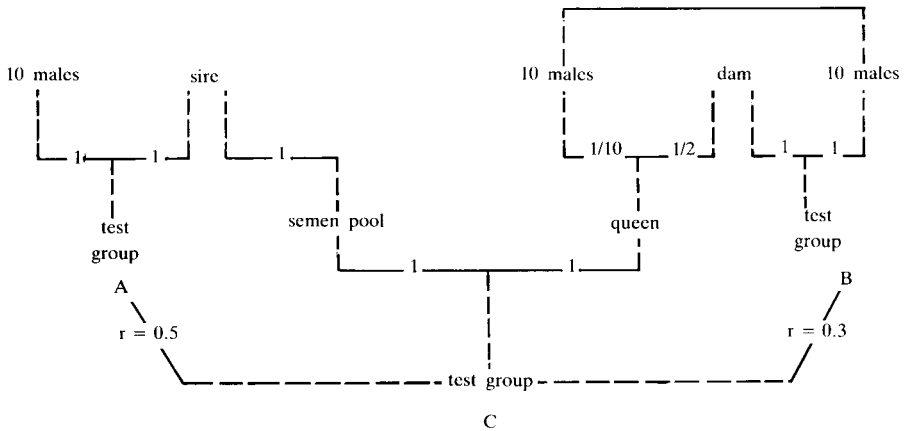 10 males
sire
10 males
dam
10 males
1
1
1
1/10
1/2
1
1
test
group
semen pool
queen
test
group
1
1
A
B
r = 0.5
r = 0.3
test group
C